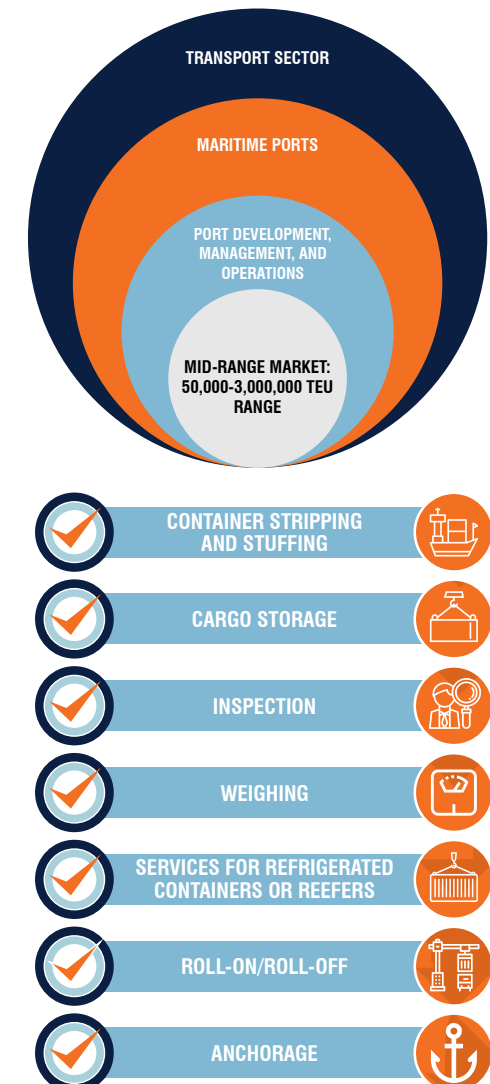 TRANSPORT SECTOR
MARITIME PORTS
PORT DEVELOPMENT,
MANAGEMENT, AND
OPERATIONS
MID-RANGE MARKET:
50,000-3,000,000 TEU
RANGE
CONTAINER STRIPPING
AND STUFFING
CARGO STORAGE
INSPECTION
WEIGHING
SERVICES FOR REFRIGERATED
CONTAINERS OR REEFERS
ROLL-ON/ROLL-OFF
ANCHORAGE